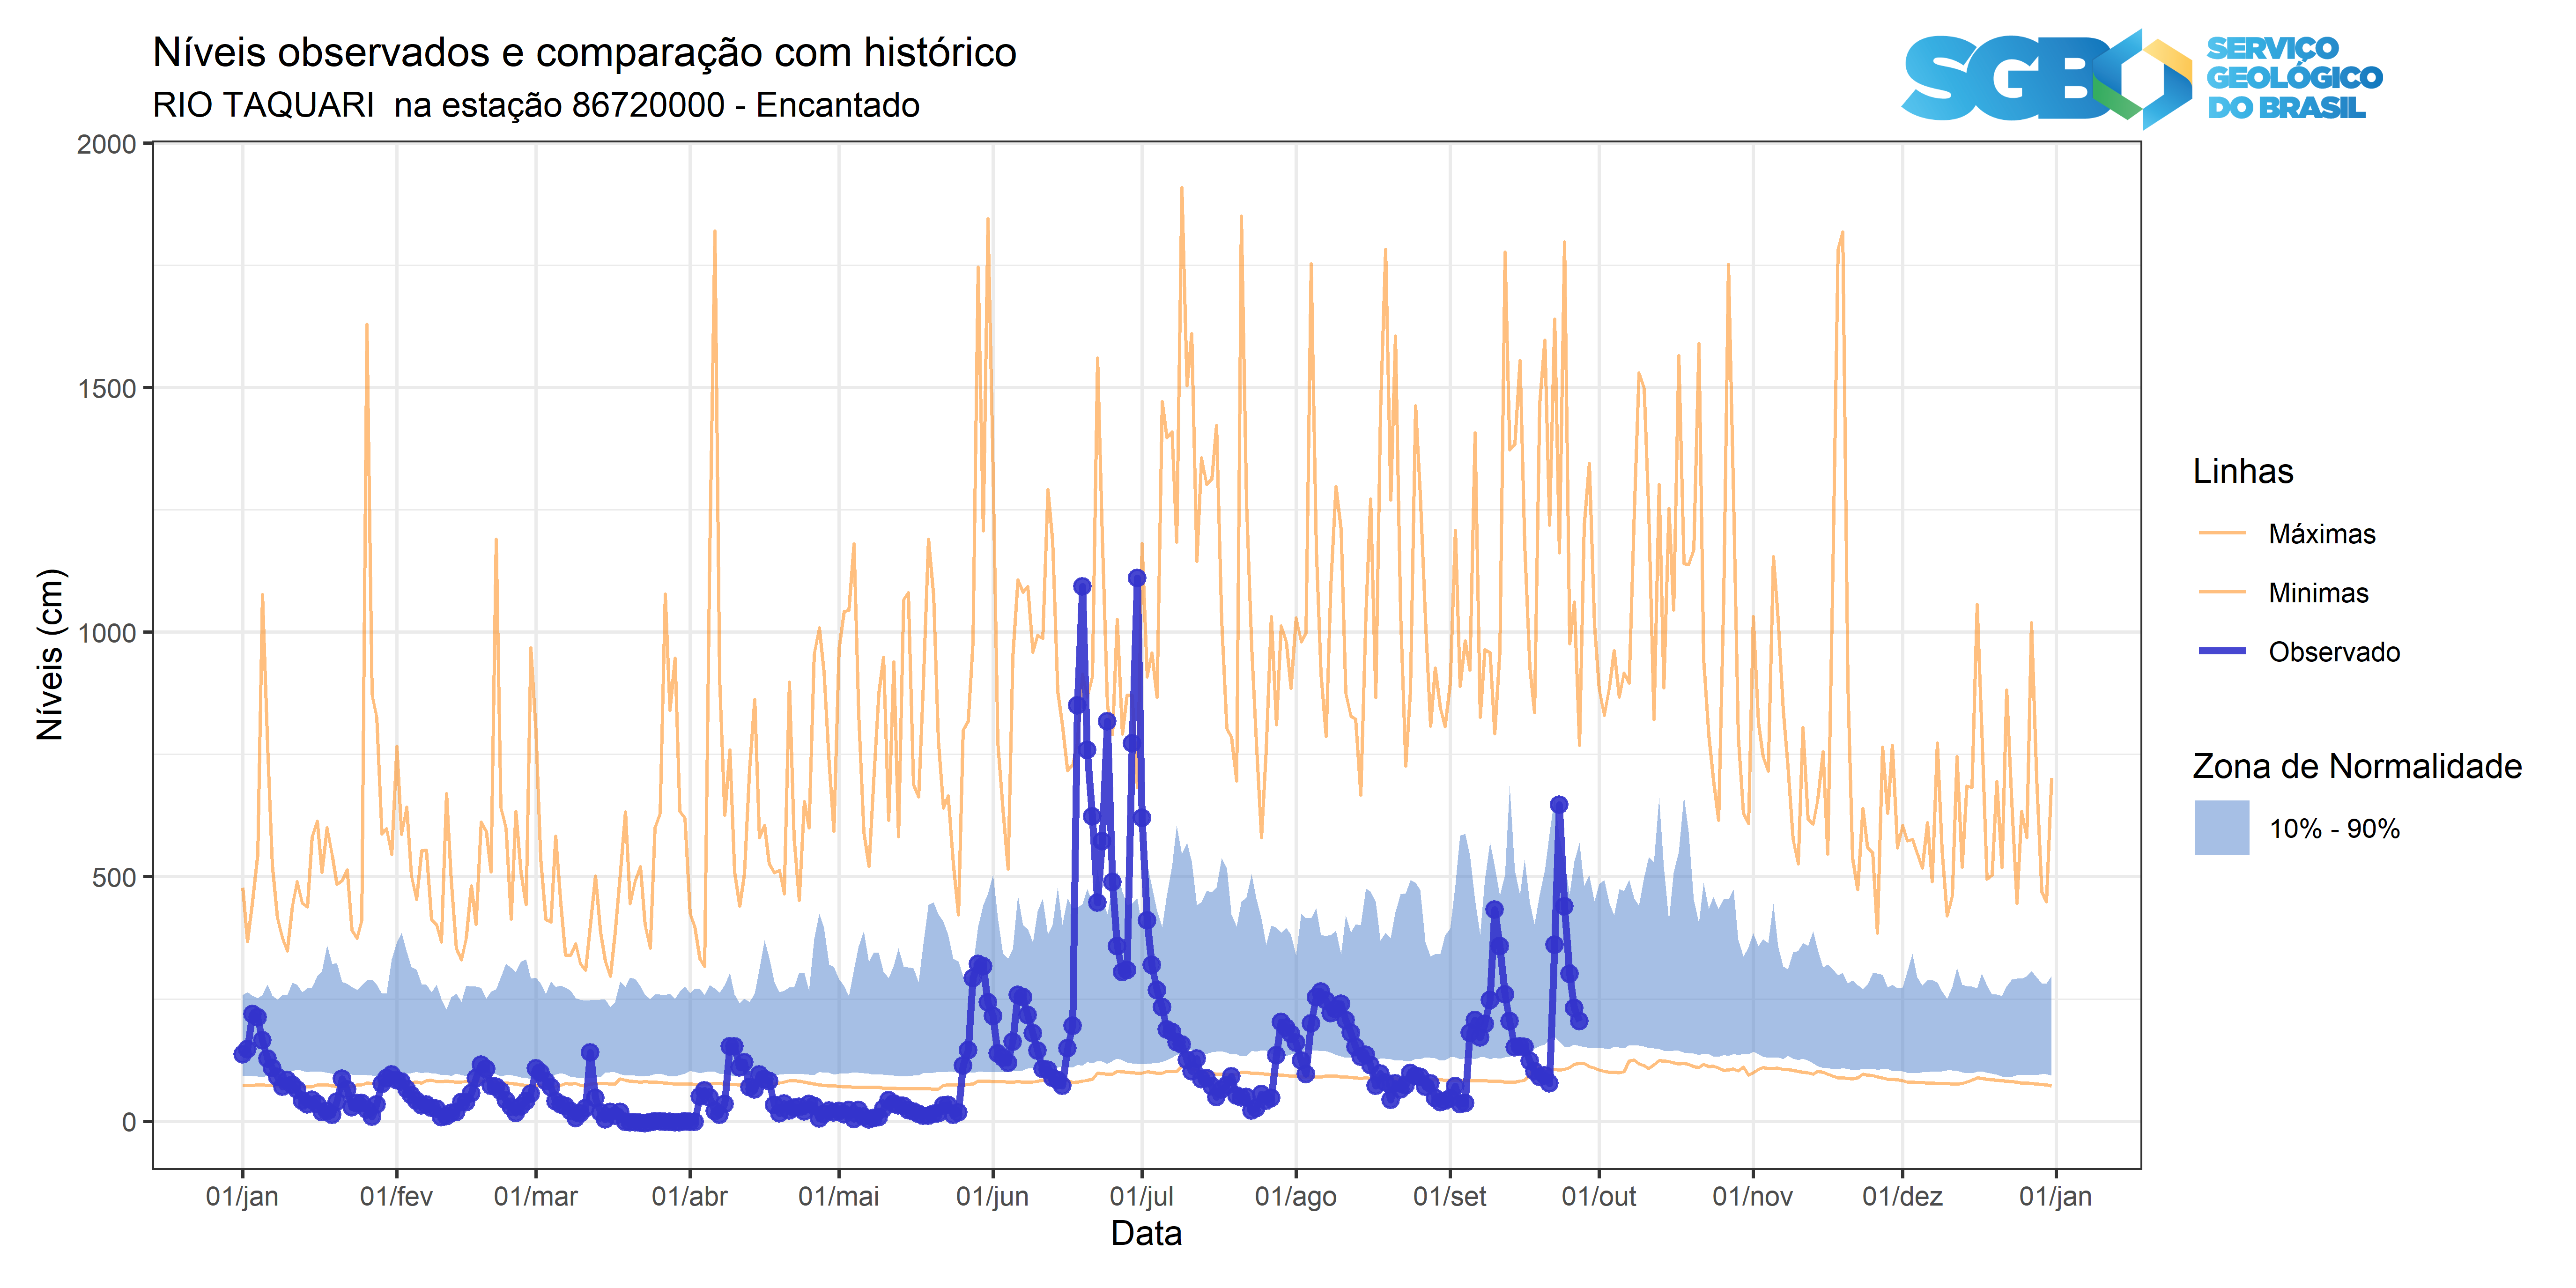 Níveis observados e comparação com histórico
RIO TAQUARI  na estação 86720000 - Encantado
SGB
SERVIÇO
GEOLÓGICO
DO BRASIL
Níveis (cm)
2000
1500
1000
500
0
01/jan 01/fev 01/mar 01/abr 01/mai 01/jun 01/jul 01/ago 01/set 01/out 01/nov 01/dez 01/jan
Data
Linhas
Máximas
Minimas
Observado
Zona de Normalidade
10% - 90%